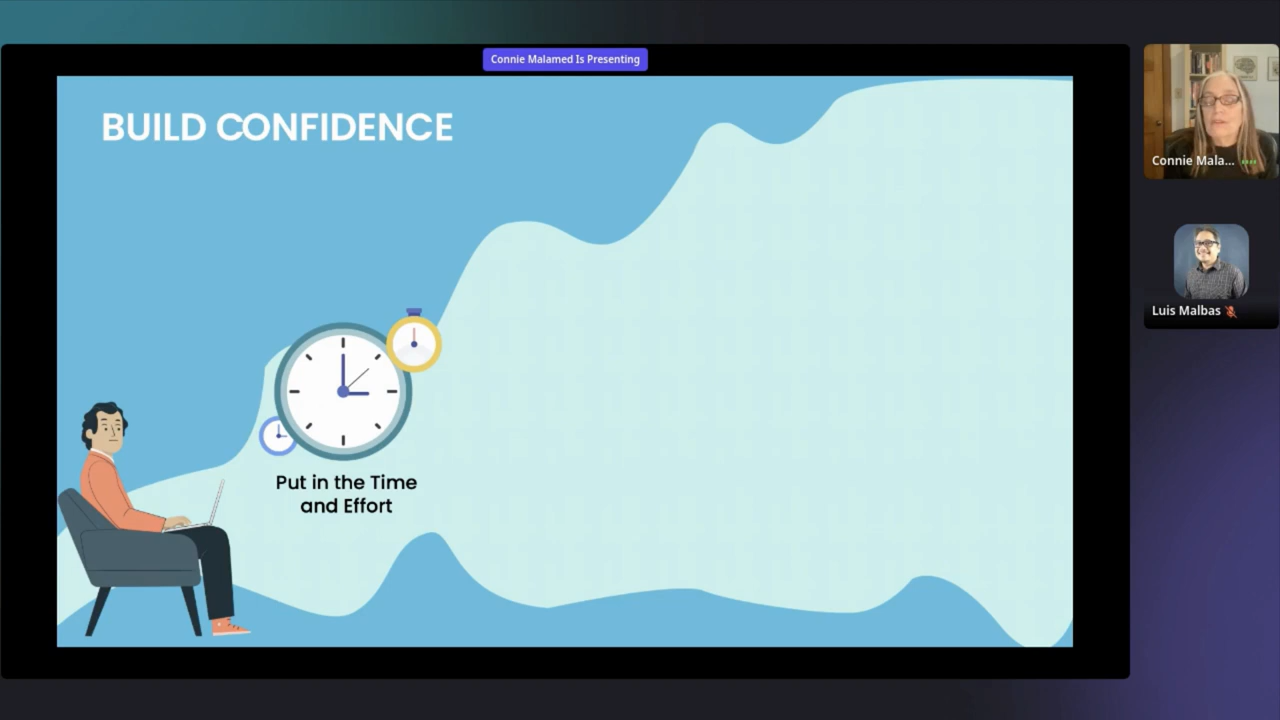 Connie Malamed Is Presenting
BUILD CONFIDENCE
Put in the Time
and Effort
Connie Mala...
Luis Malbas